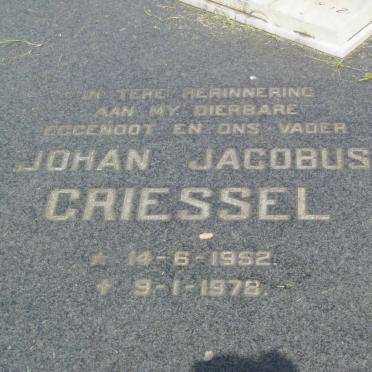 IN TERE HERINNERING
AAN MY DIERBARE
EGGENOOT EN ONS VADER
JOHAN JACOBUS
GRIESSEL
★ 14-6-1952.
✝ 9-1-1978.